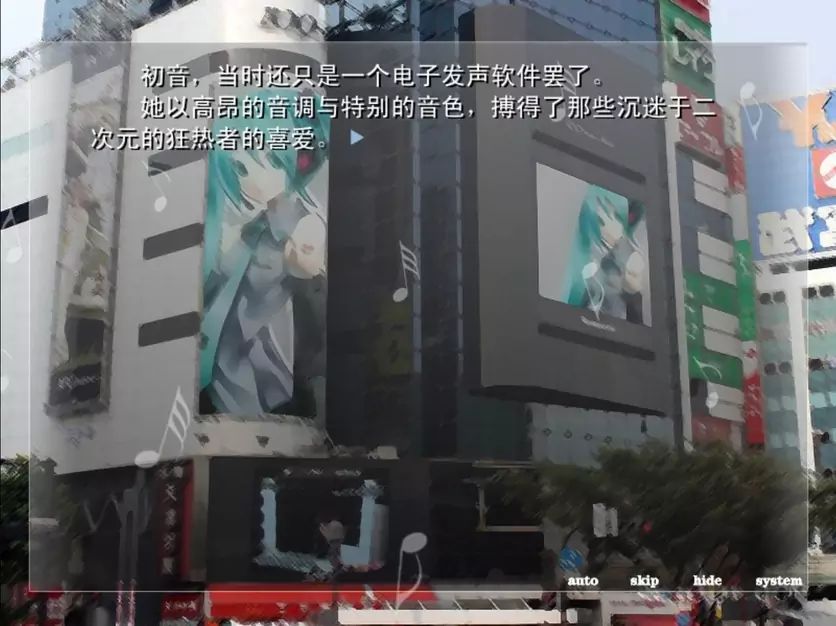 初音，当时还只是一个电子发声软件罢了。
她以高昂的音调与特别的音色，搏得了那些沉迷于二
次元的狂热者的喜爱。
auto skip hide system